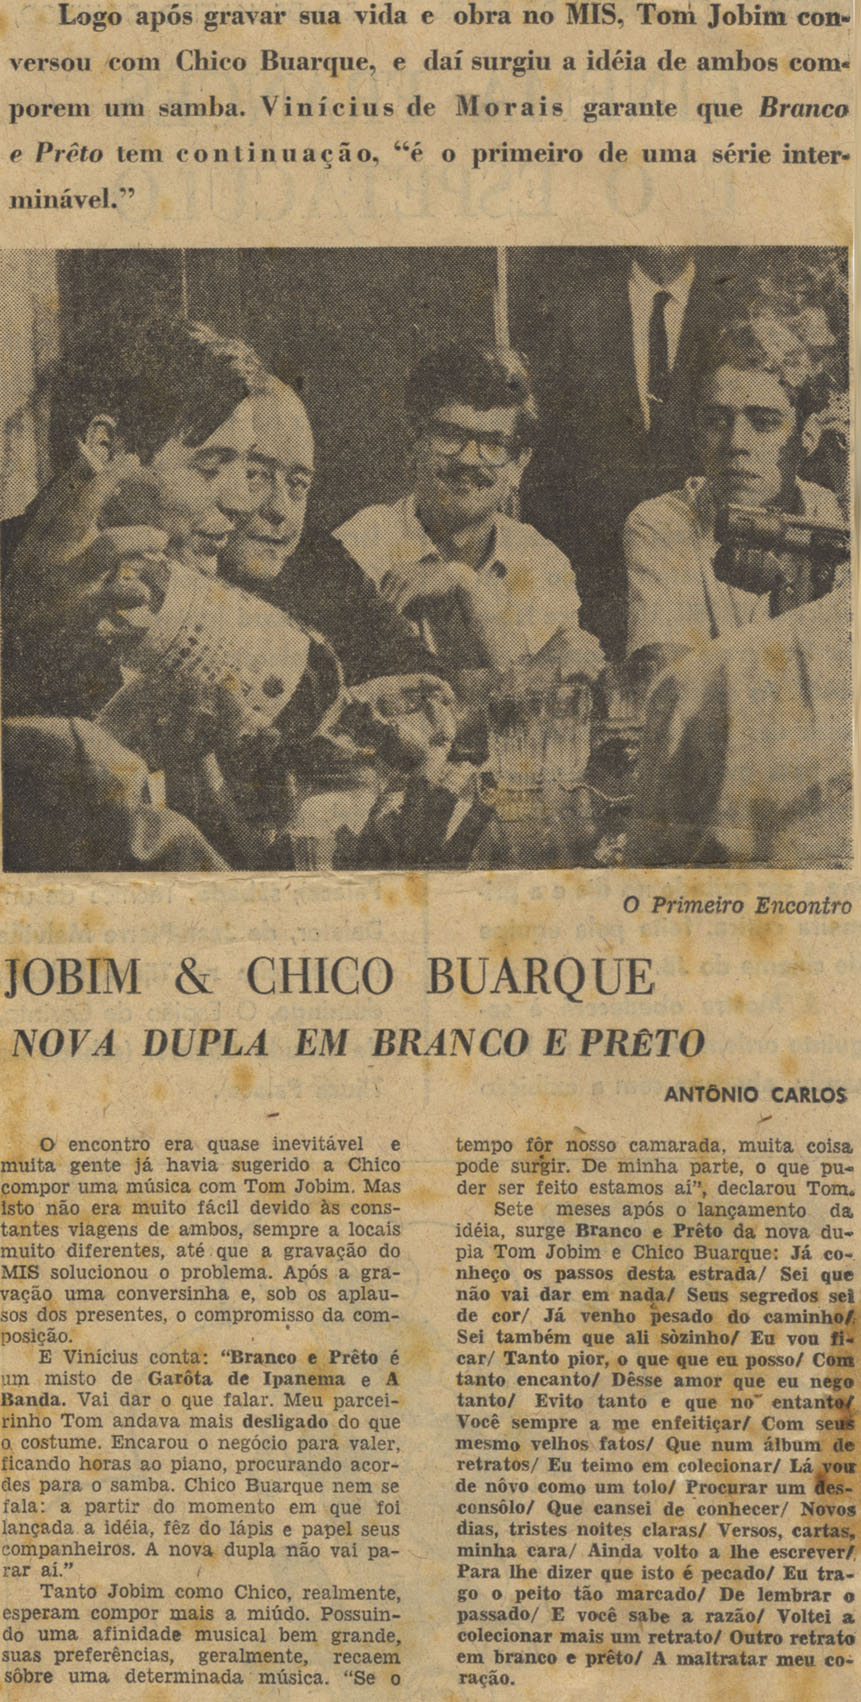 Logo após gravar sua vida e obra no MIS, Tom Jobim con-
versou com Chico Buarque, e daí surgiu a idéia de ambos com-
porem um samba. Vinícius de Morais garante que Branco
e Prêto tem continuação, “é o primeiro de uma série inter-
minável.”
O Primeiro Encontro
JOBIM & CHICO BUARQUE
NOVA DUPLA EM BRANCO E PRÊTO
ANTÔNIO CARLOS
O encontro era quase inevitável e
muita gente já havia sugerido a Chico
compor uma música com Tom Jobim. Mas
isto não era muito fácil devido às cons-
tantes viagens de ambos, sempre a locais
muito diferentes, até que a gravação do
MIS solucionou o problema. Após a gra-
vação uma conversinha e, sob os aplau-
sos dos presentes, o compromisso da com-
posição.
E Vinícius conta: “Branco e Prêto é
um misto de Garôta de Ipanema e A
Banda. Vai dar o que falar. Meu parcei-
rinho Tom andava mais desligado do que
o costume. Encarou o negócio para valer,
ficando horas ao piano, procurando acor-
des para o samba. Chico Buarque nem se
fala: a partir do momento em que foi
lançada a idéia, fêz do lápis e papel seus
companheiros. A nova dupla não vai pa-
rar aí.”
Tanto Jobim como Chico, realmente,
esperam compor mais a miúdo. Possuin-
do uma afinidade musical bem grande,
suas preferências, geralmente, recaem
sôbre uma determinada música. “Se o
tempo fôr nosso camarada, muita coisa
pode surgir. De minha parte, o que pu-
der ser feito estamos aí”, declarou Tom.
Sete meses após o lançamento da
idéia, surge Branco e Prêto da nova du-
pla Tom Jobim e Chico Buarque: Já co-
nheço os passos desta estrada/ Sei que
não vai dar em nada/ Seus segredos sei
de cor/ Já venho pesado do caminho/
Sei também que ali sòzinho/ Eu vou fi-
car/ Tanto pior, o que que eu posso/ Com
tanto encanto/ Dêsse amor que eu nego
tanto/ Evito tanto e que no entanto/
Você sempre a me enfeitiçar/ Com seus
mesmo velhos fatos/ Que num álbum de
retratos/ Eu teimo em colecionar/ Lá vou
de nôvo como um tolo/ Procurar um des-
consôlo/ Que cansei de conhecer/ Novos
dias, tristes noites claras/ Versos, cartas,
minha cara/ Ainda volto a lhe escrever/
Para lhe dizer que isto é pecado/ Eu tra-
go o peito tão marcado/ De lembrar o
passado/ E você sabe a razão/ Voltei a
colecionar mais um retrato/ Outro retrato
em branco e prêto/ A maltratar meu co-
ração.